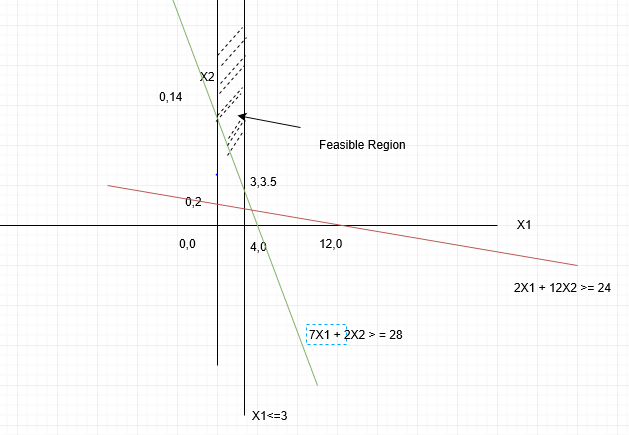 X2
0,14
Feasible Region
3,3.5
0,2
X1
0,0
4,0
12,0
2X1 + 12X2 >= 24
7X1 + 2X2 > = 28
X1<=3